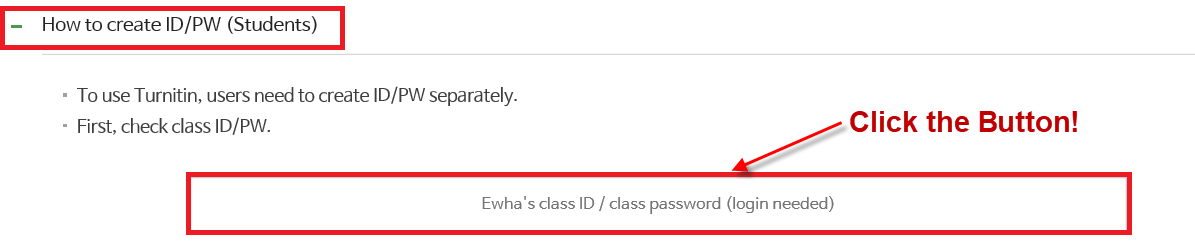 How to create ID/PW (Students)
To use Turnitin, users need to create ID/PW separately.
First, check class ID/PW.
Click the Button!
Ewha's class ID / class password (login needed)